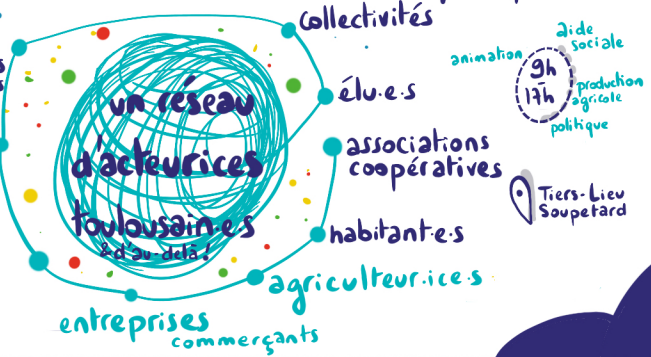 collectivités
élu·e·s
associations
coopératives
habitant·e·s
agriculteur·ice·s
entreprises
commerçants
un réseau
d'acteurices
toulousain·e·s
& d'au-delà !
animation
aide
sociale
9h
17h
production
agricole
politique
Tiers-Lieu
Soupetard